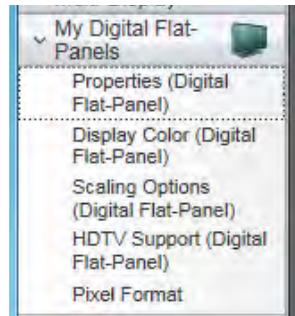 My Digital Flat-
Panels
Properties (Digital
Flat-Panel)
Display Color (Digital
Flat-Panel)
Scaling Options
(Digital Flat-Panel)
HDTV Support (Digital
Flat-Panel)
Pixel Format